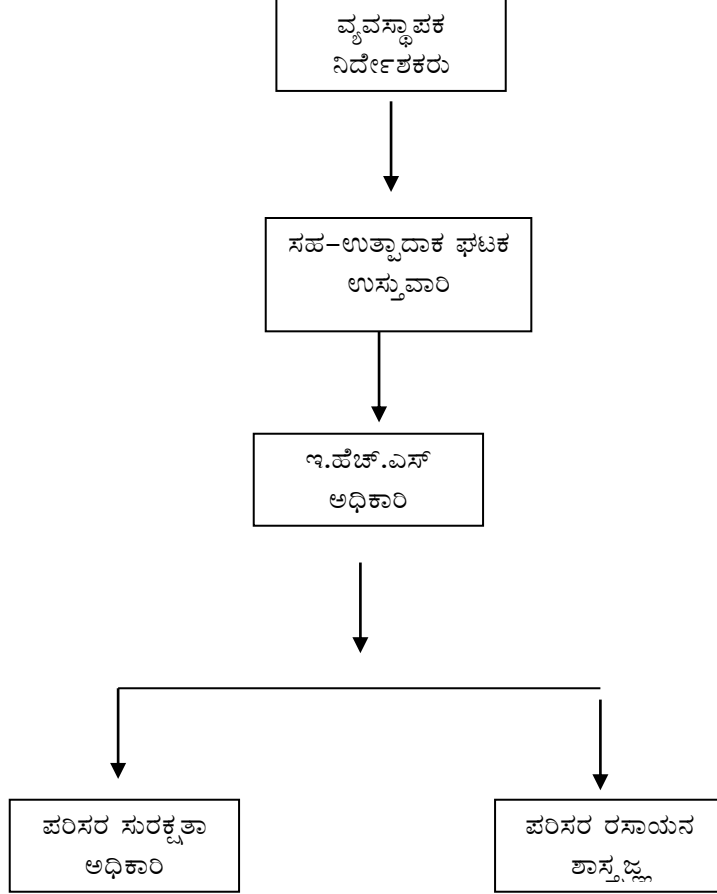 ವ್ಯವಸ್ಥಾಪಕ
ನಿರ್ದೇಶಕರು
ಸಹ-ಉತ್ಪಾದಾಕ ಘಟಕ
ಉಸ್ತುವಾರಿ
ಇ.ಹೆಚ್.ಎಸ್
ಅಧಿಕಾರಿ
ಪರಿಸರ ಸುರಕ್ಷತಾ
ಅಧಿಕಾರಿ
ಪರಿಸರ ರಸಾಯನ
ಶಾಸ್ತ್ರಜ್ಞ